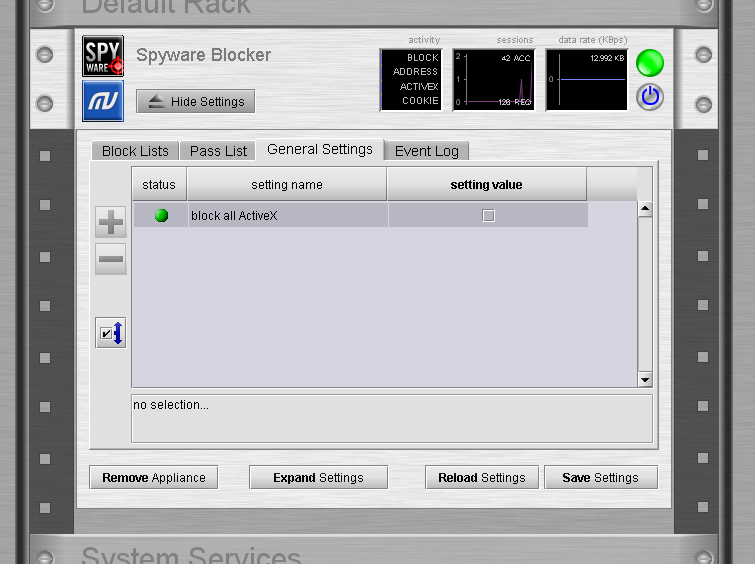 Default Rack
SPY
WARE
Spyware Blocker
Hide Settings
activity
BLOCK
ADDRESS
ACTIVEX
COOKIE
sessions
2
1
0
42 ACC
126 REQ
data rate (KBps)
0
12.992 KB
Block Lists
Pass List
General Settings
Event Log
status
setting name
setting value
block all ActiveX
no selection...
Remove Appliance
Expand Settings
Reload Settings
Save Settings
System Services